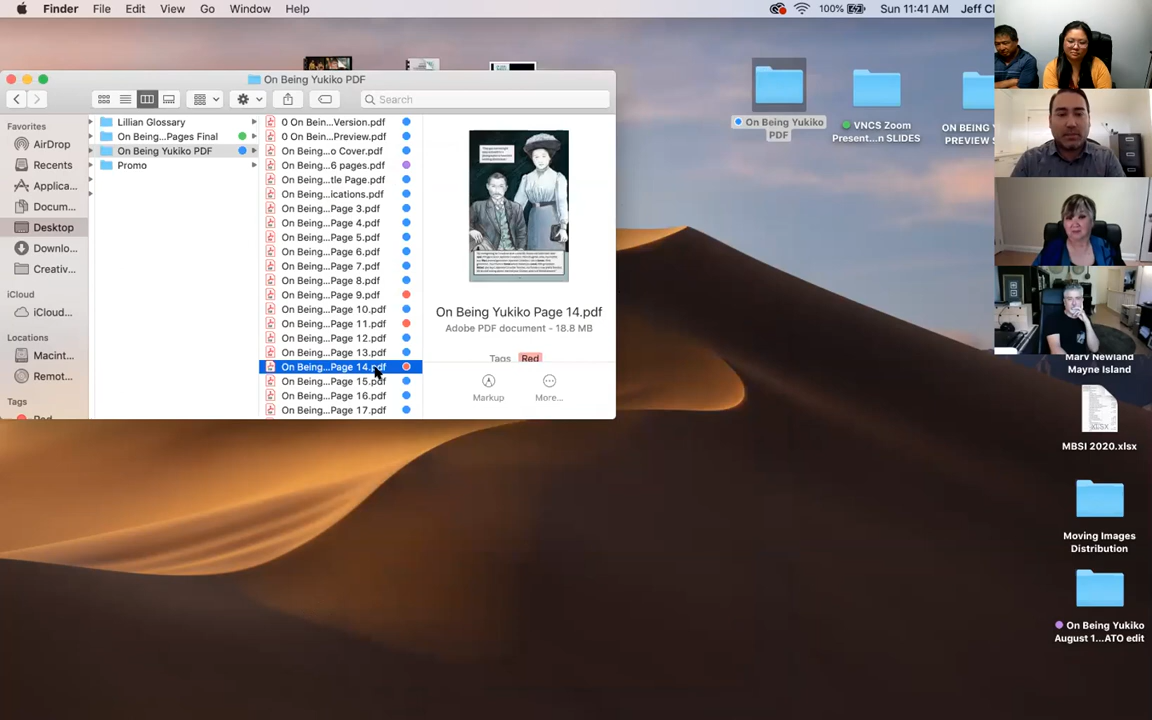 Finder File Edit View Go Window Help
100% Sun 11:41 AM Jeff C
On Being Yukiko PDF
Search
Favorites
AirDrop
Recents
Applica...
Docum...
Desktop
Downlo...
Creativ...
iCloud
iCloud...
Locations
Macint...
Remot...
Tags
Red
Lillian Glossary
On Being...Pages Final
On Being Yukiko PDF
Promo
0 On Bein...Version.pdf
0 On Bein...Preview.pdf
On Being...o Cover.pdf
On Being...6 pages.pdf
On Being...tle Page.pdf
On Being...ications.pdf
On Being...Page 3.pdf
On Being...Page 4.pdf
On Being...Page 5.pdf
On Being...Page 6.pdf
On Being...Page 7.pdf
On Being...Page 8.pdf
On Being...Page 9.pdf
On Being...Page 10.pdf
On Being...Page 11.pdf
On Being...Page 12.pdf
On Being...Page 13.pdf
On Being...Page 14.pdf
On Being...Page 15.pdf
On Being...Page 16.pdf
On Being...Page 17.pdf
On Being Yukiko Page 14.pdf
Adobe PDF document - 18.8 MB
Tags Red
Markup
More...
On Being Yukiko
PDF
VNCS Zoom
Present...n SLIDES
ON BEING
PREVIEW S
Marv Newland
Mayne Island
XLSX
MBSI 2020.xlsx
Moving Images
Distribution
On Being Yukiko
August 1...ATO edit